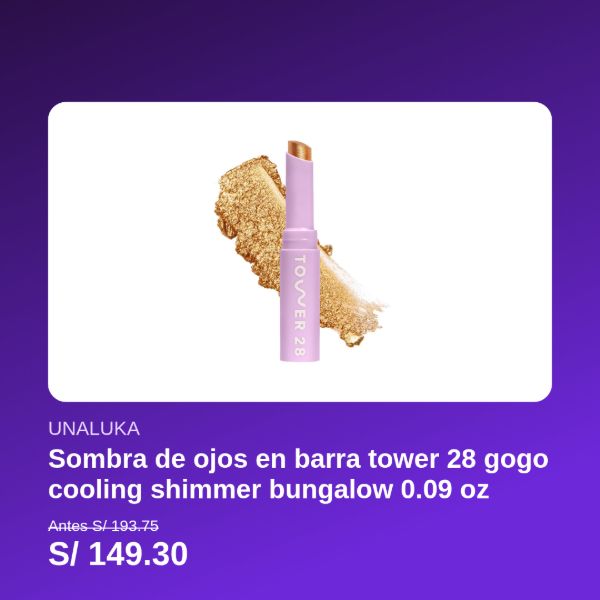 TOWER 28
UNALUKA
Sombra de ojos en barra tower 28 gogo
cooling shimmer bungalow 0.09 oz
Antes S/ 193.75
S/ 149.30